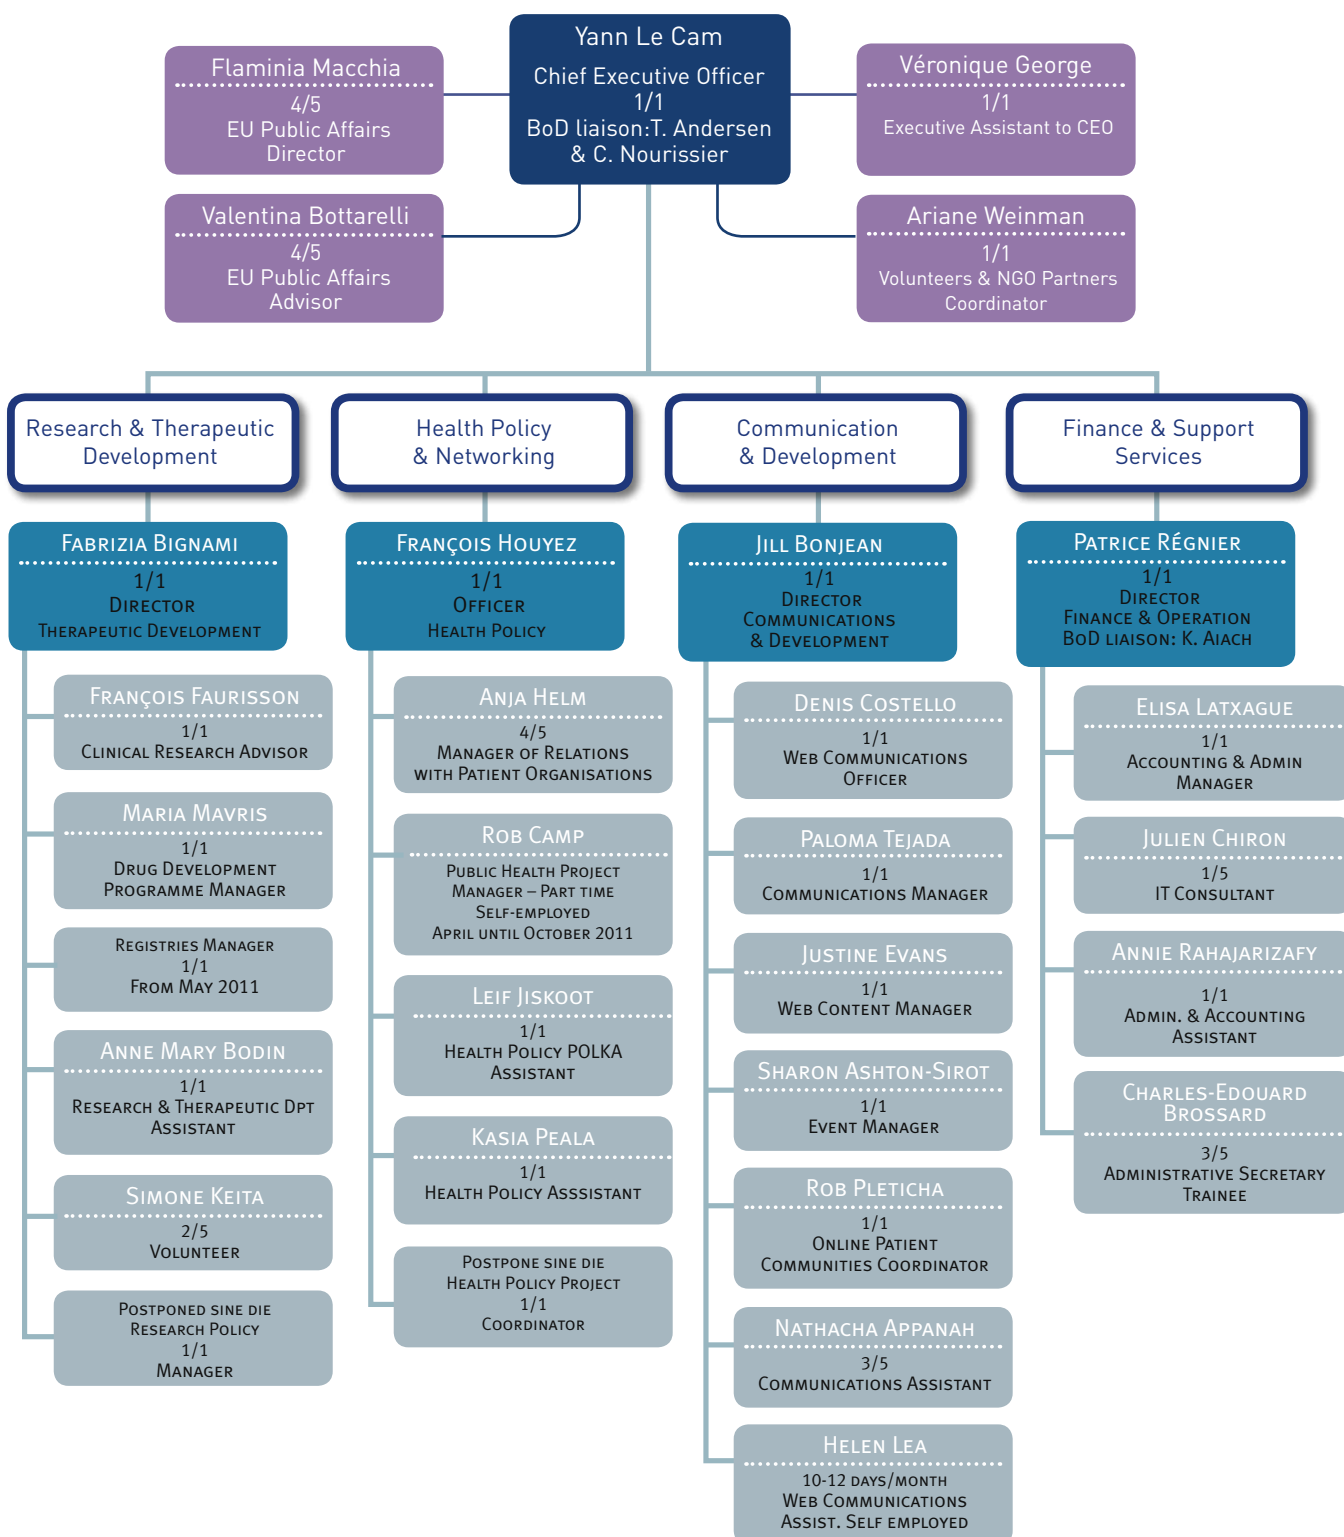 Yann Le Cam
Chief Executive Officer
1/1
BoD liaison:T. Andersen
& C. Nourissier
Flaminia Macchia
4/5
EU Public Affairs
Director
Véronique George
1/1
Executive Assistant to CEO
Valentina Bottarelli
4/5
EU Public Affairs
Advisor
Ariane Weinman
1/1
Volunteers & NGO Partners
Coordinator
Research & Therapeutic
Development
Health Policy
& Networking
Communication
& Development
Finance & Support
Services
Fabrizia Bignami
1/1
Director
Therapeutic Development
François Faurisson
1/1
Clinical Research Advisor
Maria Mavris
1/1
Drug Development
Programme Manager
Registries Manager
1/1
From May 2011
Anne Mary Bodin
1/1
Research & Therapeutic Dpt
Assistant
Simone Keita
2/5
Volunteer
Postponed sine die
Research Policy
1/1
Manager
François Houyez
1/1
Officer
Health Policy
Anja Helm
4/5
Manager of Relations
with Patient Organisations
Rob Camp
Public Health Project
Manager – Part time
Self-employed
April until October 2011
Leif Jiskoot
1/1
Health Policy POLKA
Assistant
Kasia Peala
1/1
Health Policy Asssistant
Postpone sine die
Health Policy Project
1/1
Coordinator
Jill Bonjean
1/1
Director
Communications
& Development
Denis Costello
1/1
Web Communications
Officer
Paloma Tejada
1/1
Communications Manager
Justine Evans
1/1
Web Content Manager
Sharon Ashton-Sirot
1/1
Event Manager
Rob Pleticha
1/1
Online Patient
Communities Coordinator
Nathacha Appanah
3/5
Communications Assistant
Helen Lea
10-12 days/month
Web Communications
Assist. Self employed
Patrice Régnier
1/1
Director
Finance & Operation
BoD liaison: K. Aiach
Elisa Latxague
1/1
Accounting & Admin
Manager
Julien Chiron
1/5
IT Consultant
Annie Rahajarizafy
1/1
Admin. & Accounting
Assistant
Charles-Edouard
Brossard
3/5
Administrative Secretary
Trainee